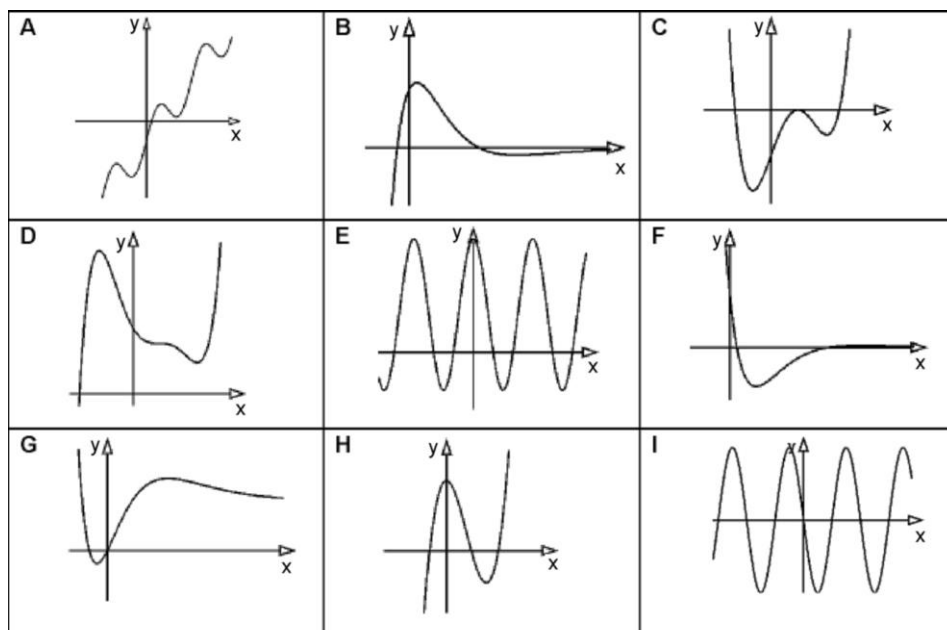 A y x
B y x
C y x
D y x
E y x
F y x
G y x
H y x
I y x